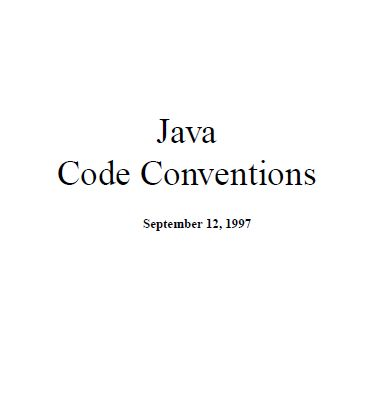 Java
Code Conventions
September 12, 1997